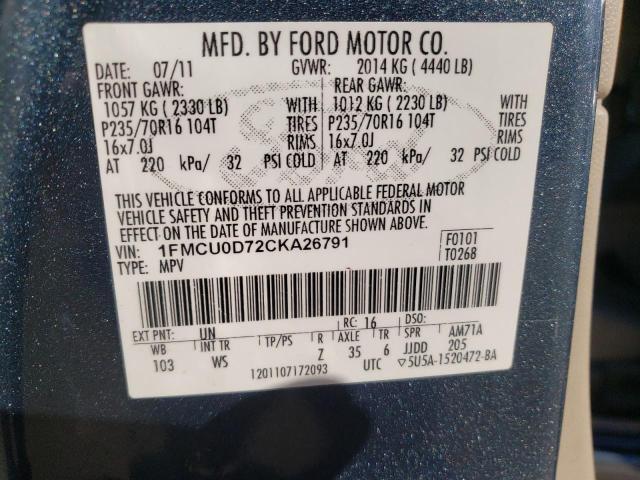 MFD. BY FORD MOTOR CO.
DATE: 07/11 GVWR: 2014 KG ( 4440 LB)
FRONT GAWR: REAR GAWR:
1057 KG ( 2330 LB) WITH 1012 KG ( 2230 LB) WITH
P235/70R16 104T TIRES P235/70R16 104T TIRES
16x7.0J RIMS 16x7.0J RIMS
AT 220 kPa/ 32 PSI COLD AT 220 kPa/ 32 PSI COLD
THIS VEHICLE CONFORMS TO ALL APPLICABLE FEDERAL MOTOR
VEHICLE SAFETY AND THEFT PREVENTION STANDARDS IN
EFFECT ON THE DATE OF MANUFACTURE SHOWN ABOVE.
VIN: 1FMCU0D72CKA26791 F0101
TYPE: MPV T0268
EXT PNT: UN RC: 16 DSO:
WB INT TR TP/PS R AXLE TR SPR AM71A
103 WS Z 35 6 JJDD 205
1201107172093 UTC ▽5U5A-1520472-BA